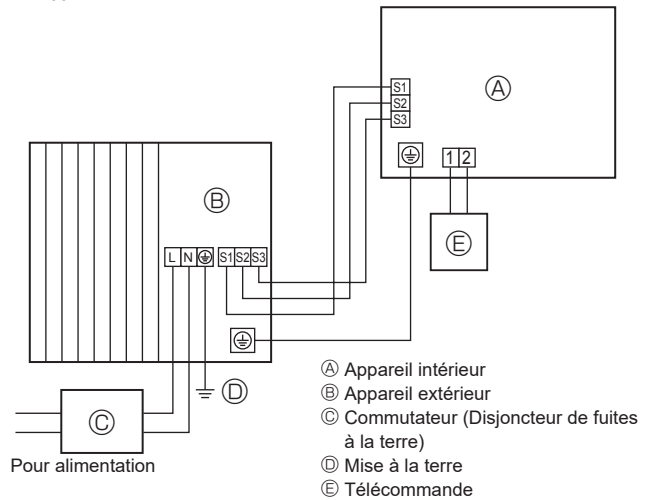 S1
S2
S3
Ⓐ
1 2
Ⓑ
Ⓔ
L N S1 S2 S3
Ⓓ
Ⓒ
Pour alimentation
Ⓐ Appareil intérieur
Ⓑ Appareil extérieur
Ⓒ Commutateur (Disjoncteur de fuites
à la terre)
Ⓓ Mise à la terre
Ⓔ Télécommande